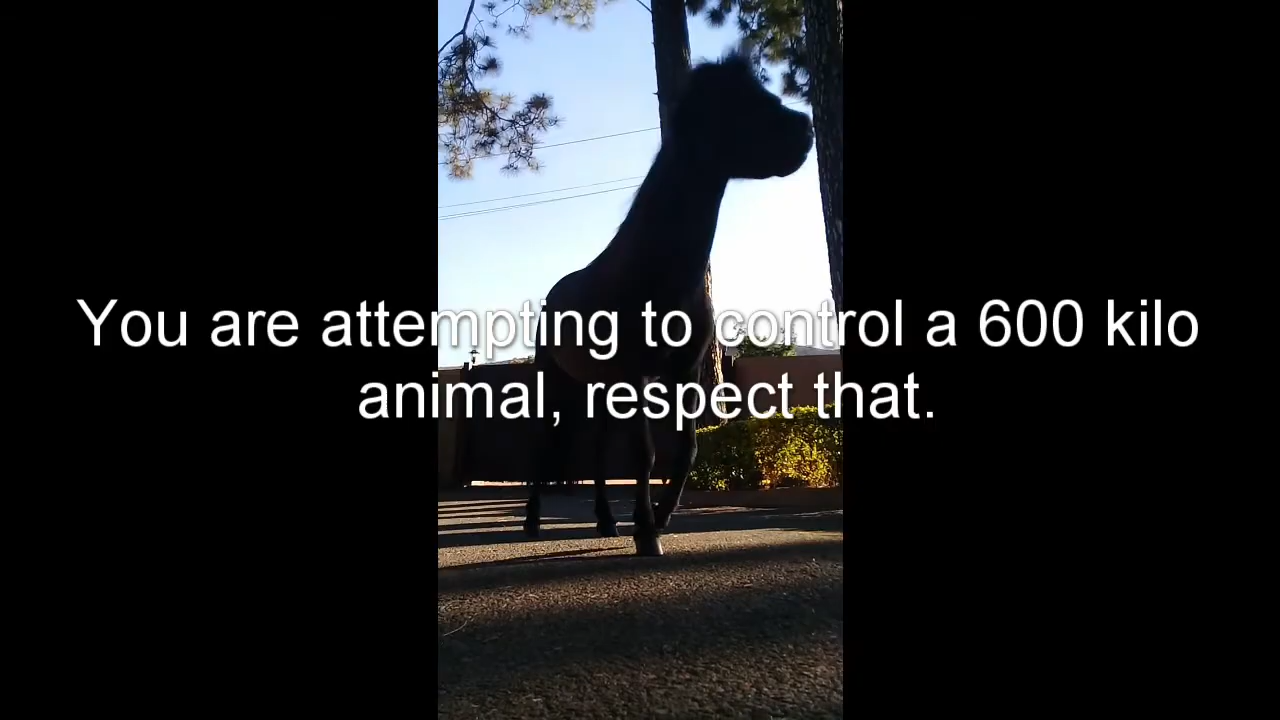 You are attempting to control a 600 kilo
animal, respect that.